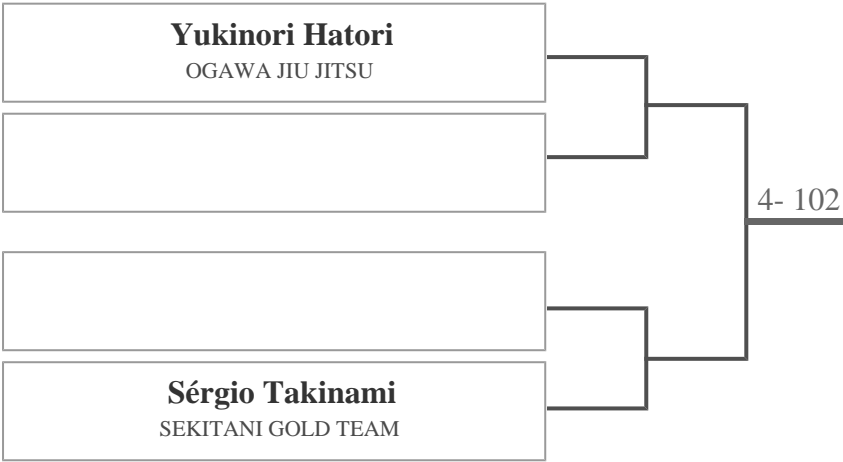 Yukinori Hatori
OGAWA JIU JITSU
4- 102
Sérgio Takinami
SEKITANI GOLD TEAM